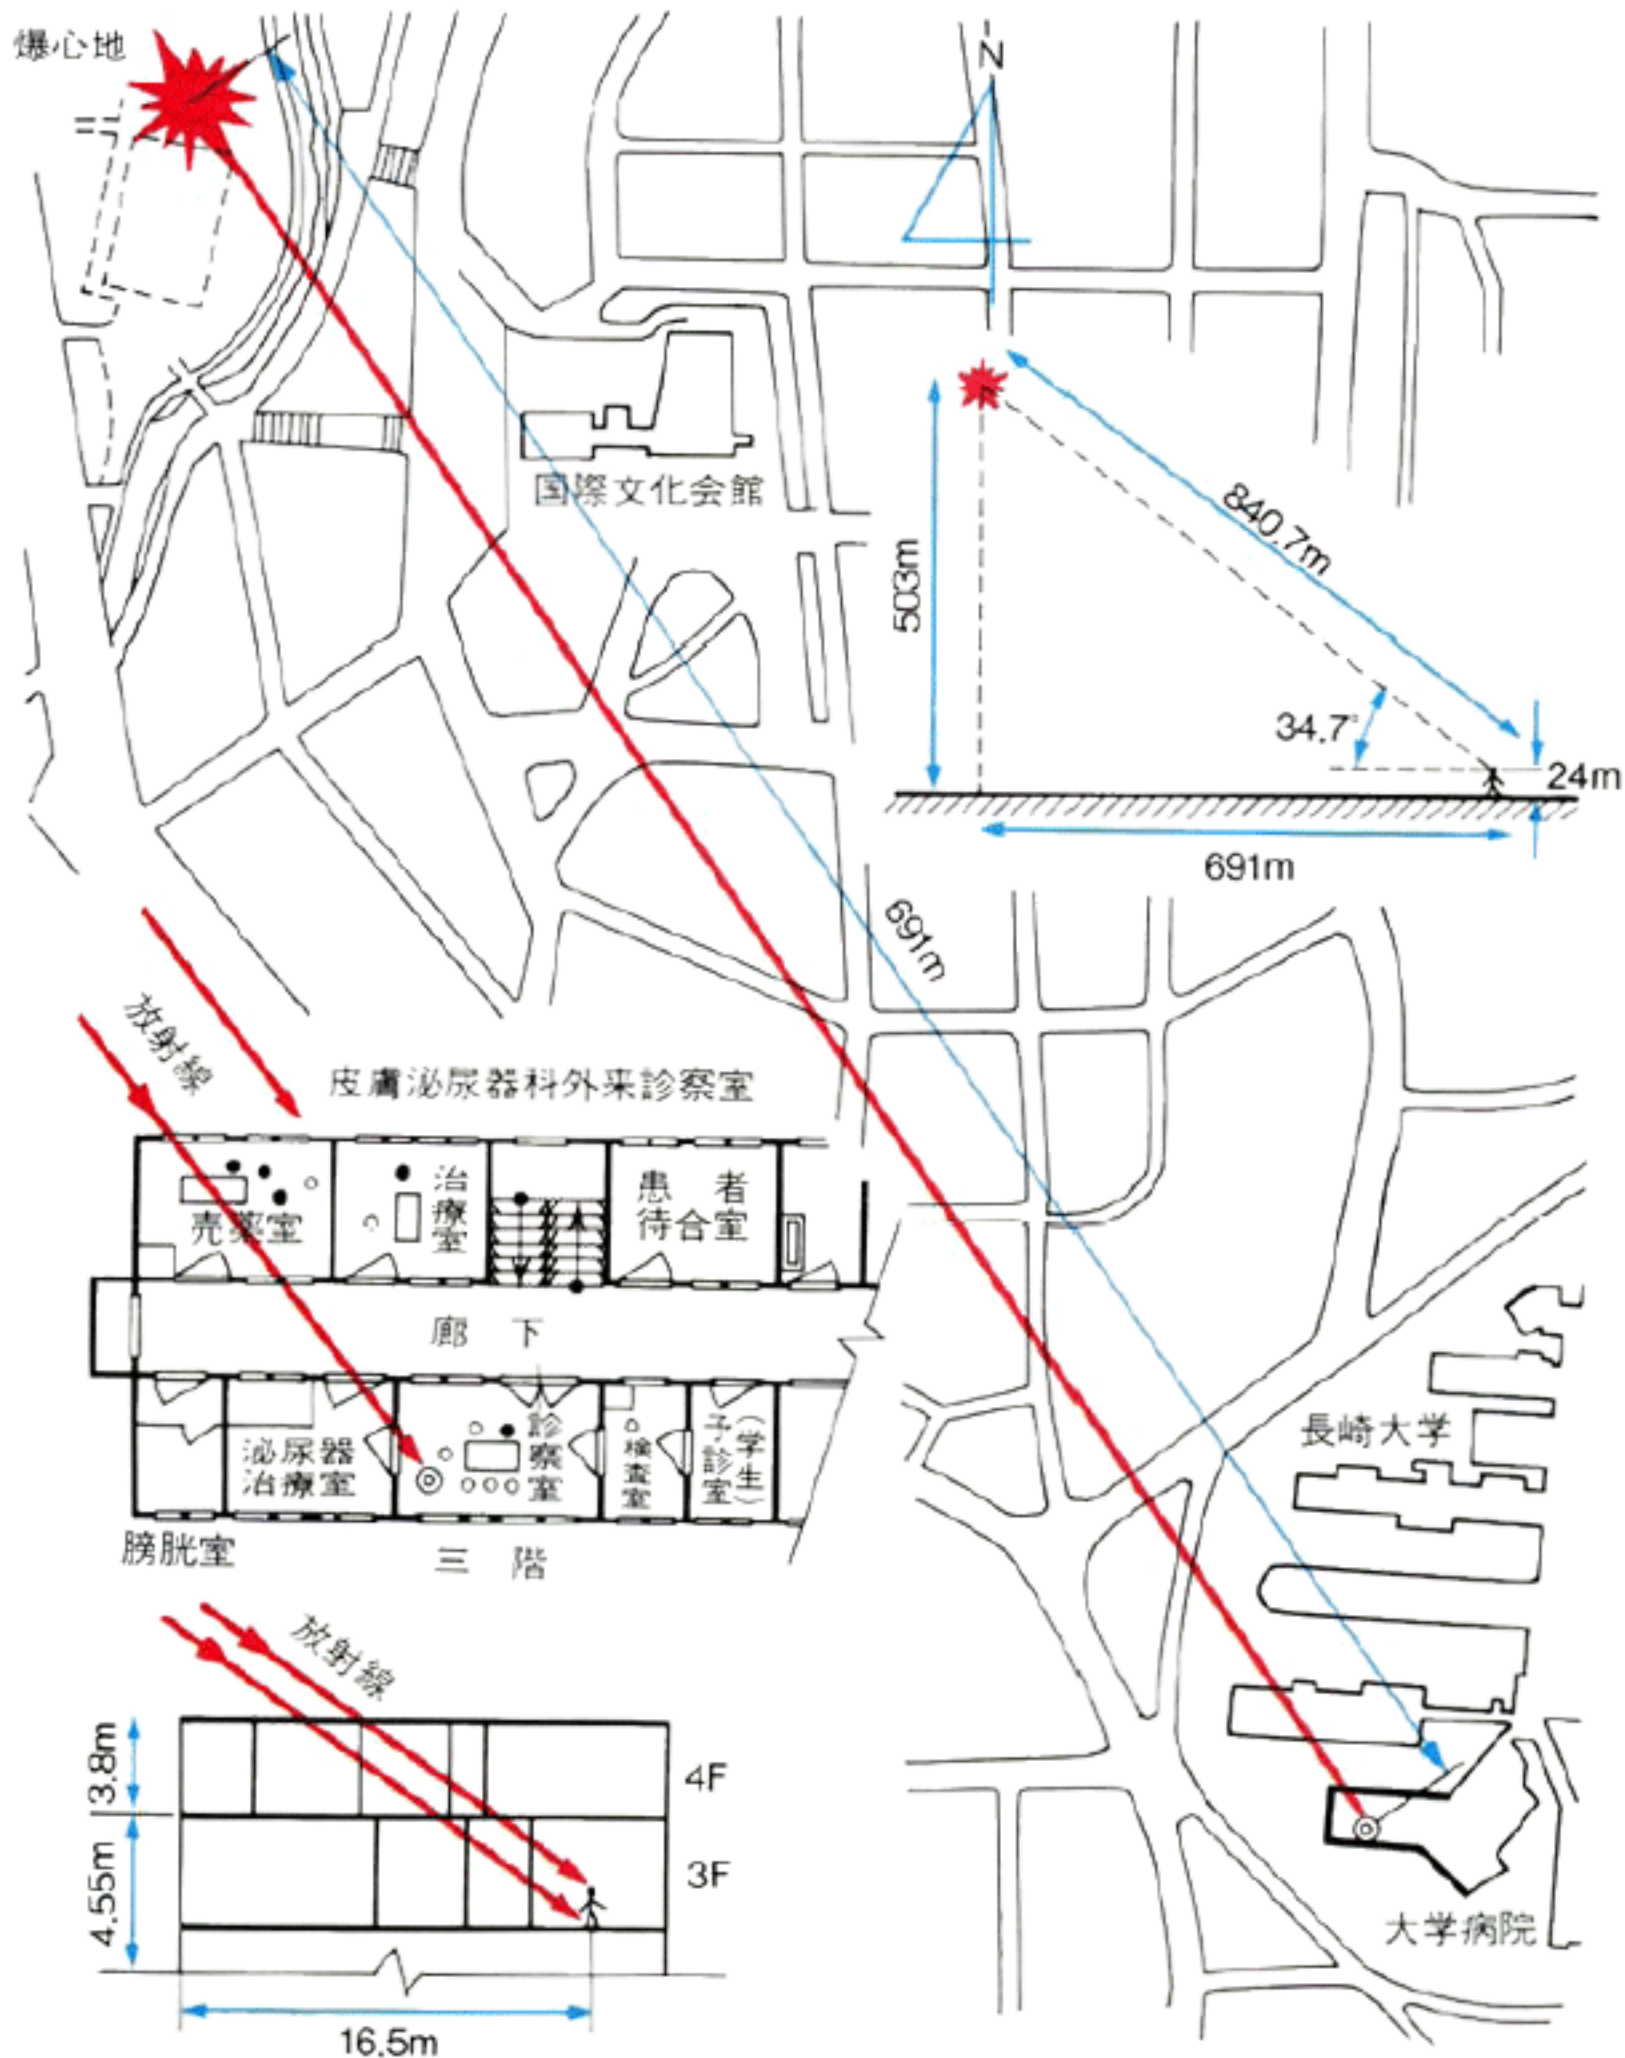 爆心地
N
国際文化会館
840.7m
503m
34.7°
24m
691m
691m
放射線
皮膚泌尿器科外来診察室
売薬室
治療室
患者
待合室
廊下
泌尿器
治療室
診察室
検査室
予診室
(学生)
膀胱室
三階
長崎大学
大学病院
放射線
3.8m
4F
4.55m
3F
16.5m